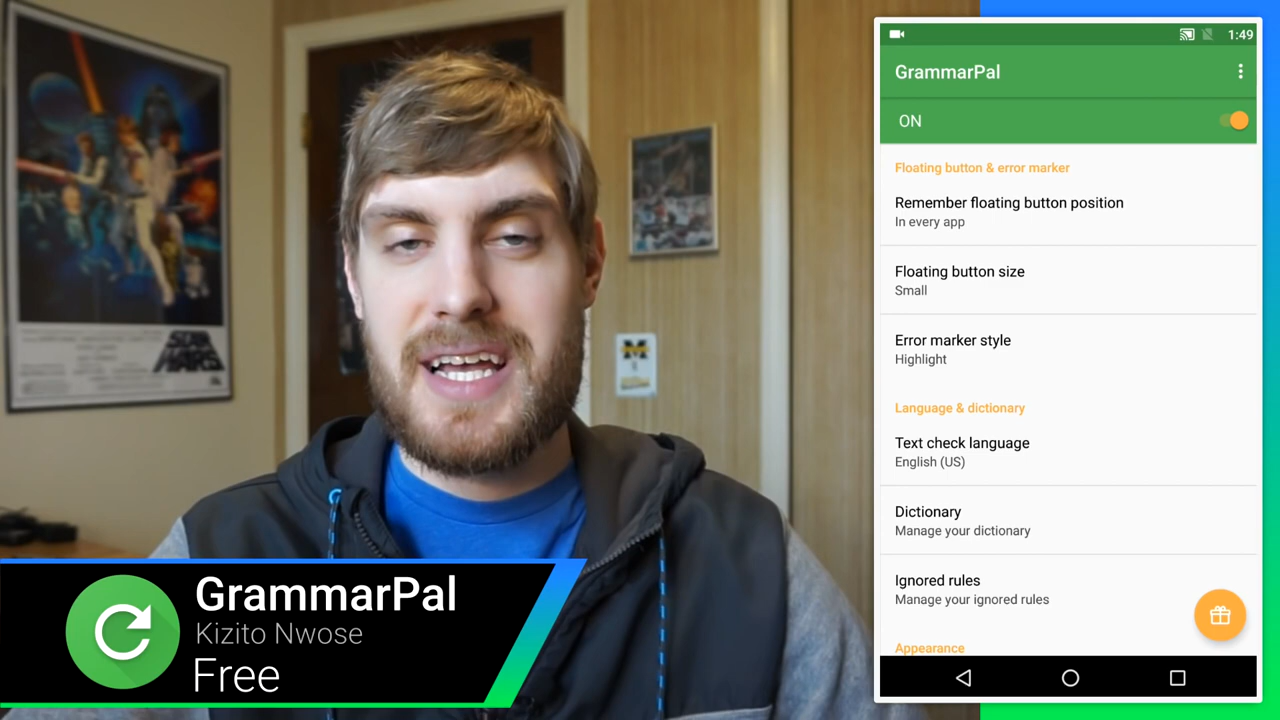 STAR
WARS
M
GrammarPal
Kizito Nwose
Free
1:49
GrammarPal
ON
Floating button & error marker
Remember floating button position
In every app
Floating button size
Small
Error marker style
Highlight
Language & dictionary
Text check language
English (US)
Dictionary
Manage your dictionary
Ignored rules
Manage your ignored rules
Appearance